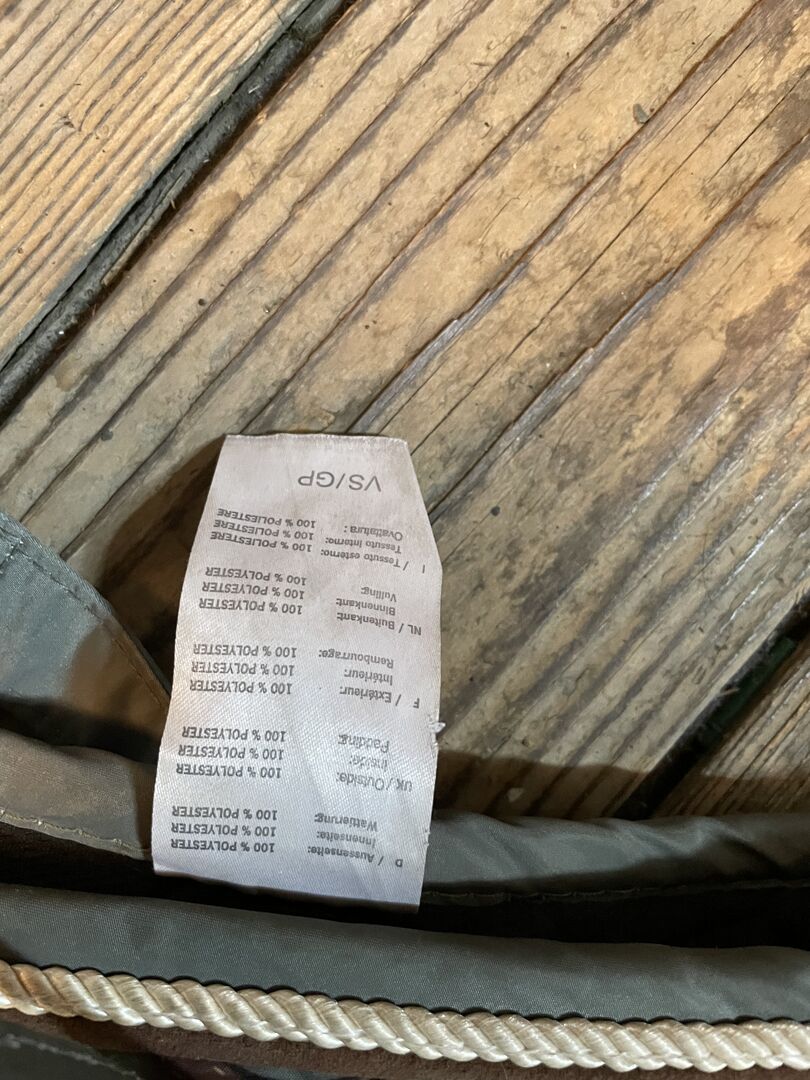 D / Aussenseite: 100 % POLYESTER
Innenseite: 100 % POLYESTER
Wattierung: 100 % POLYESTER
UK / Outside: 100 % POLYESTER
inside: 100 % POLYESTER
Padding: 100 % POLYESTER
F / Extérieur: 100 % POLYESTER
Intérieur: 100 % POLYESTER
Rembourrage: 100 % POLYESTER
NL / Buitenkant: 100 % POLYESTER
Binnenkant: 100 % POLYESTER
Vulling: 100 % POLYESTER
I / Tessuto esterno: 100 % POLIESTERE
Tessuto interno: 100 % POLIESTERE
Ovattatura: 100 % POLIESTERE
VS/GP